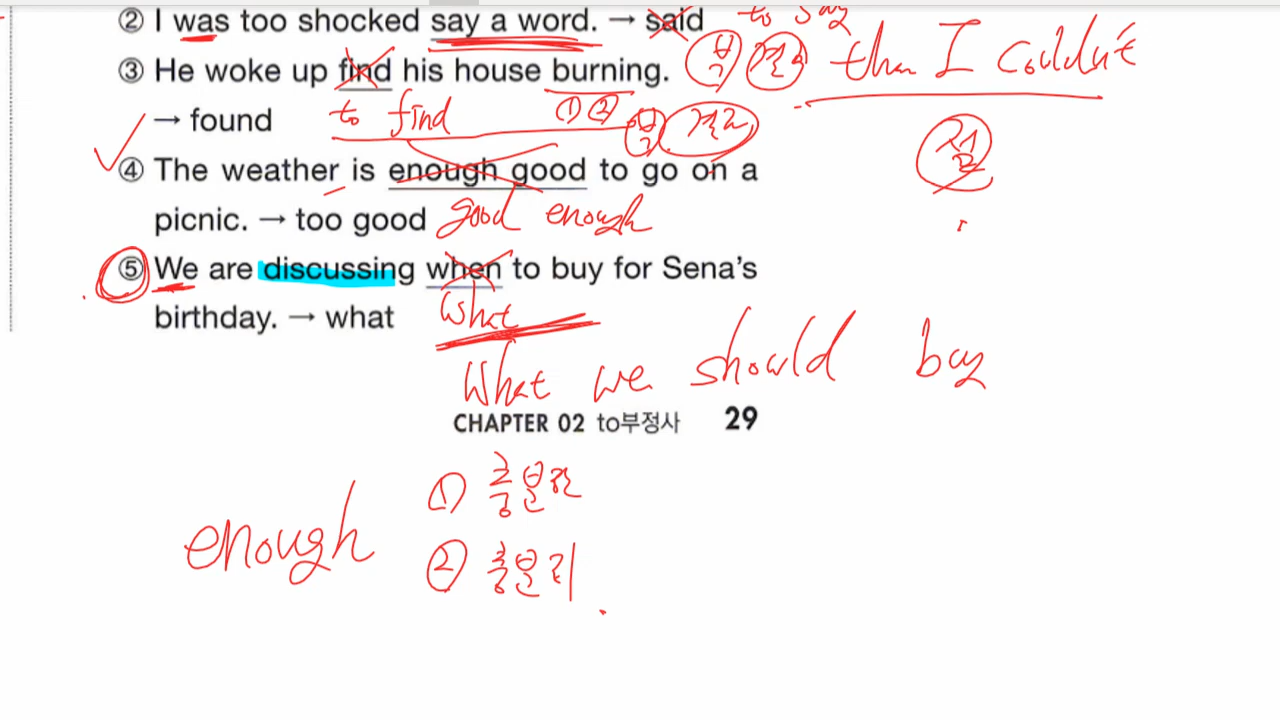 ② I was too shocked say a word. → said to say
③ He woke up find his house burning. 부 결과 than I couldn't
→ found to find ①② 부 결과
④ The weather is enough good to go on a
picnic. → too good good enough
⑤ We are discussing when to buy for Sena's
birthday. → what what
what we should buy
CHAPTER 02 to부정사 29
enough ① 충분한
② 충분히